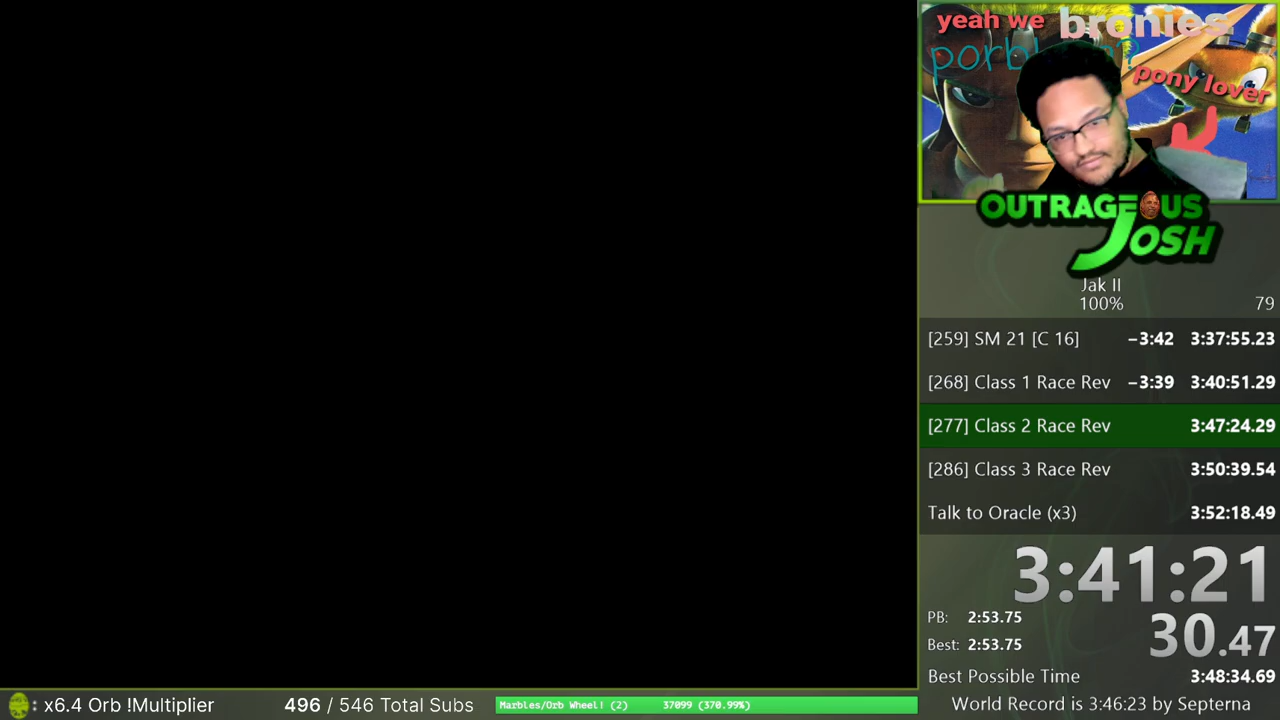 yeah we bronies
pony lover
OUTRAGEOUS
JOSH
Jak II
100% 79
[259] SM 21 [C 16] −3:42 3:37:55.23
[268] Class 1 Race Rev −3:39 3:40:51.29
[277] Class 2 Race Rev 3:47:24.29
[286] Class 3 Race Rev 3:50:39.54
Talk to Oracle (x3) 3:52:18.49
3:41:21
PB: 2:53.75
30.47
Best: 2:53.75
Best Possible Time 3:48:34.69
World Record is 3:46:23 by Septerna
: x6.4 Orb !Multiplier 496 / 546 Total Subs Marbles/Orb Wheel! (2) 37099 (370.99%)